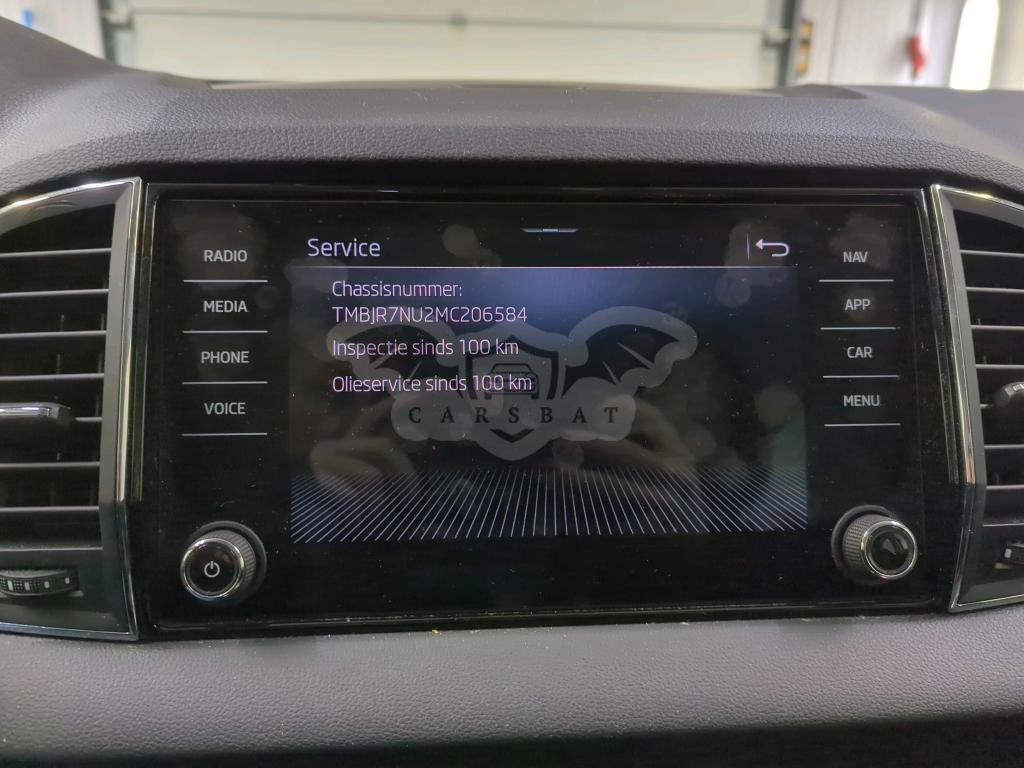 Service
RADIO
NAV
Chassisnummer:
MEDIA
APP
TMBJR7NU2MC206584
Inspectie sinds 100 km
PHONE
CAR
Olieservice sinds 100 km
VOICE
MENU
CARSBAT